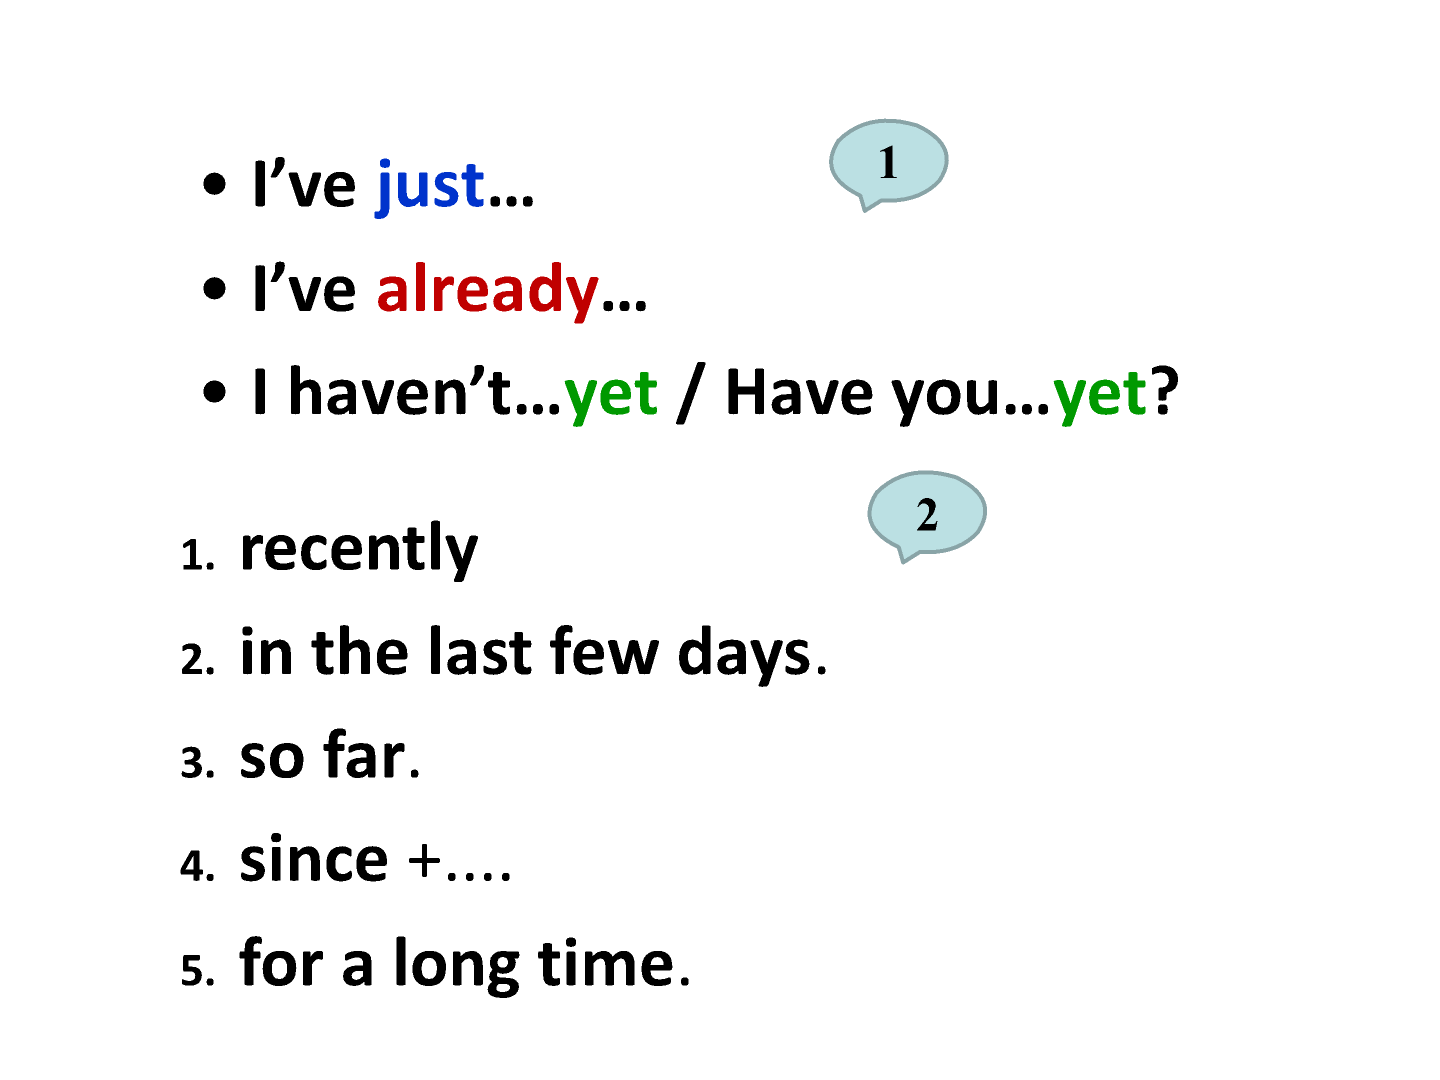 1
• I’ve just…
• I’ve already…
• I haven’t…yet / Have you…yet?
2
1. recently
2. in the last few days.
3. so far.
4. since +....
5. for a long time.